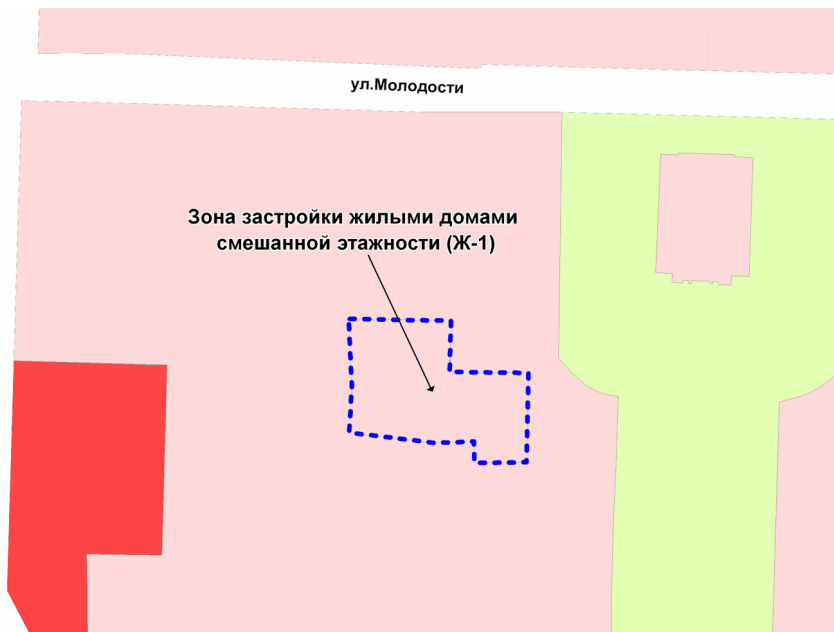 ул.Молодости
Зона застройки жилыми домами
смешанной этажности (Ж-1)